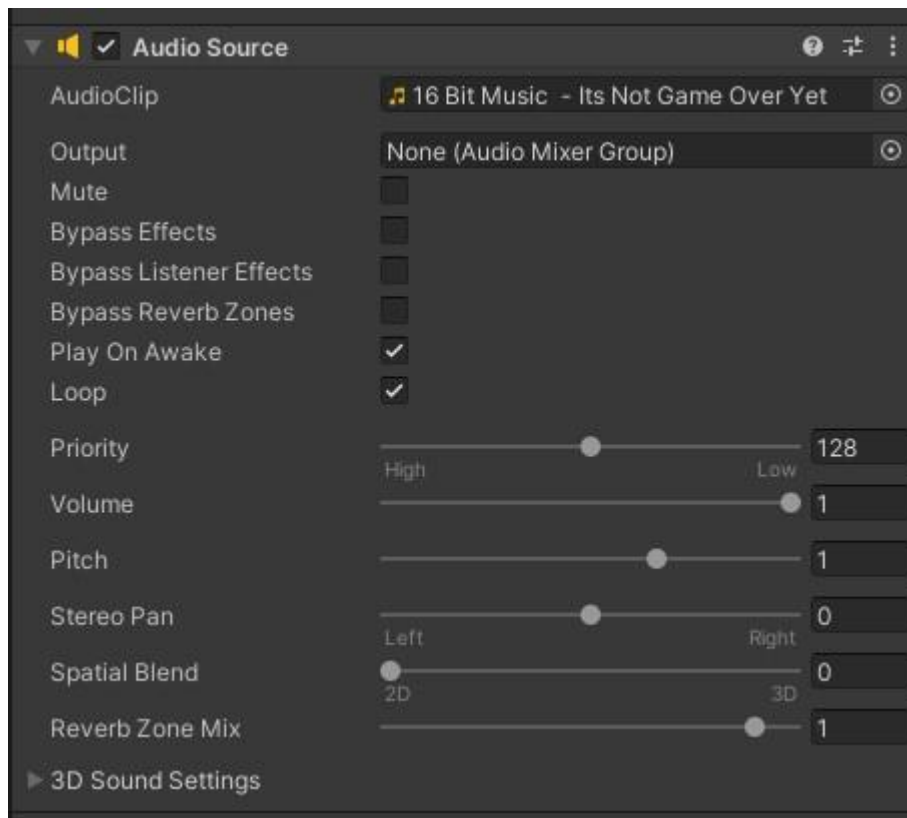 Audio Source
AudioClip 16 Bit Music - Its Not Game Over Yet
Output None (Audio Mixer Group)
Mute
Bypass Effects
Bypass Listener Effects
Bypass Reverb Zones
Play On Awake
Loop
Priority 128
High Low
Volume 1
Pitch 1
Stereo Pan 0
Left Right
Spatial Blend 0
2D 3D
Reverb Zone Mix 1
3D Sound Settings